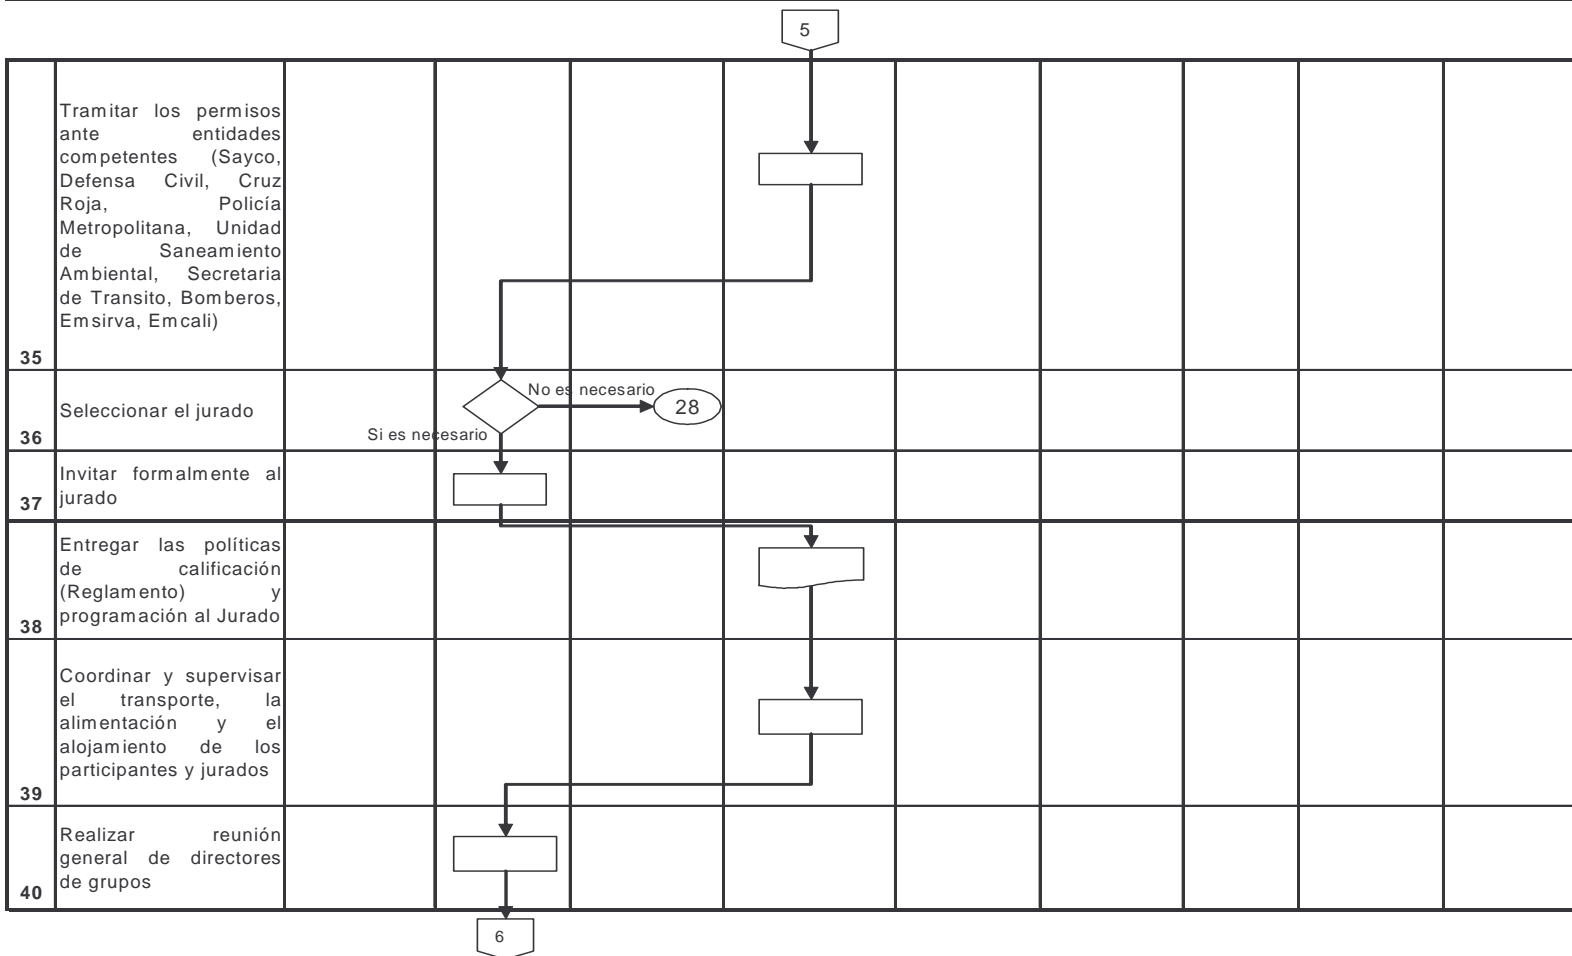 5
Tramitar los permisos
ante entidades
competentes (Sayco,
Defensa Civil, Cruz
Roja, Policía
Metropolitana, Unidad
de Saneamiento
Ambiental, Secretaria
de Transito, Bomberos,
Emsirva, Emcali)
35
No es necesario
28
Seleccionar el jurado
36
Si es necesario
Invitar formalmente al
jurado
37
Entregar las políticas
de calificación
(Reglamento) y
programación al Jurado
38
Coordinar y supervisar
el transporte, la
alimentación y el
alojamiento de los
participantes y jurados
39
Realizar reunión
general de directores
de grupos
40
6